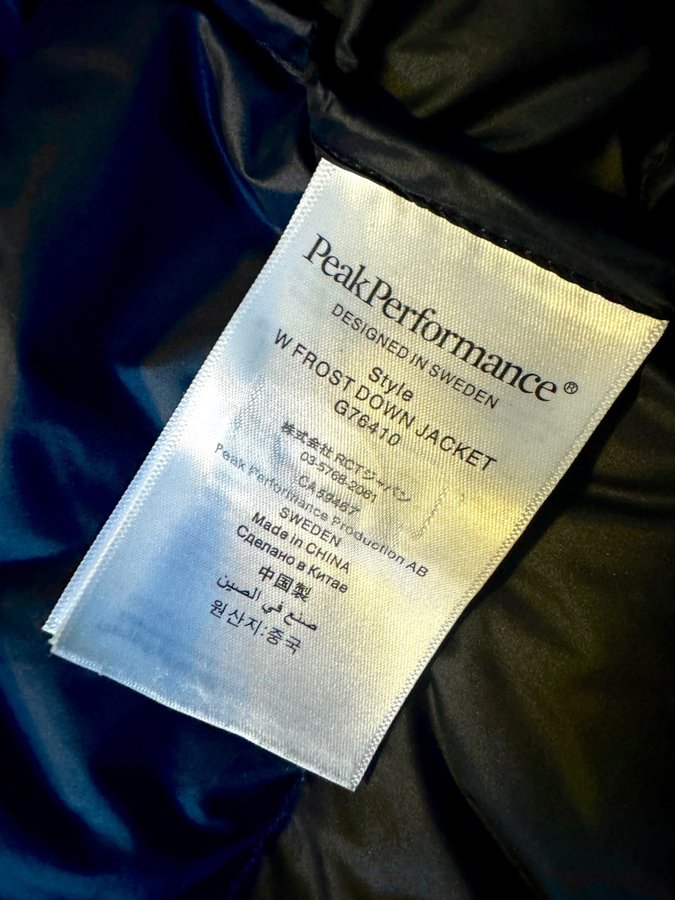 PeakPerformance®
DESIGNED IN SWEDEN
Style
W FROST DOWN JACKET
G76410
株式会社 RCTジャパン
03-5768-2061
CA 59467
Peak Performance Production AB
SWEDEN
Made in CHINA
Сделано в Китае
中国製
صنع في الصين
원산지:중국